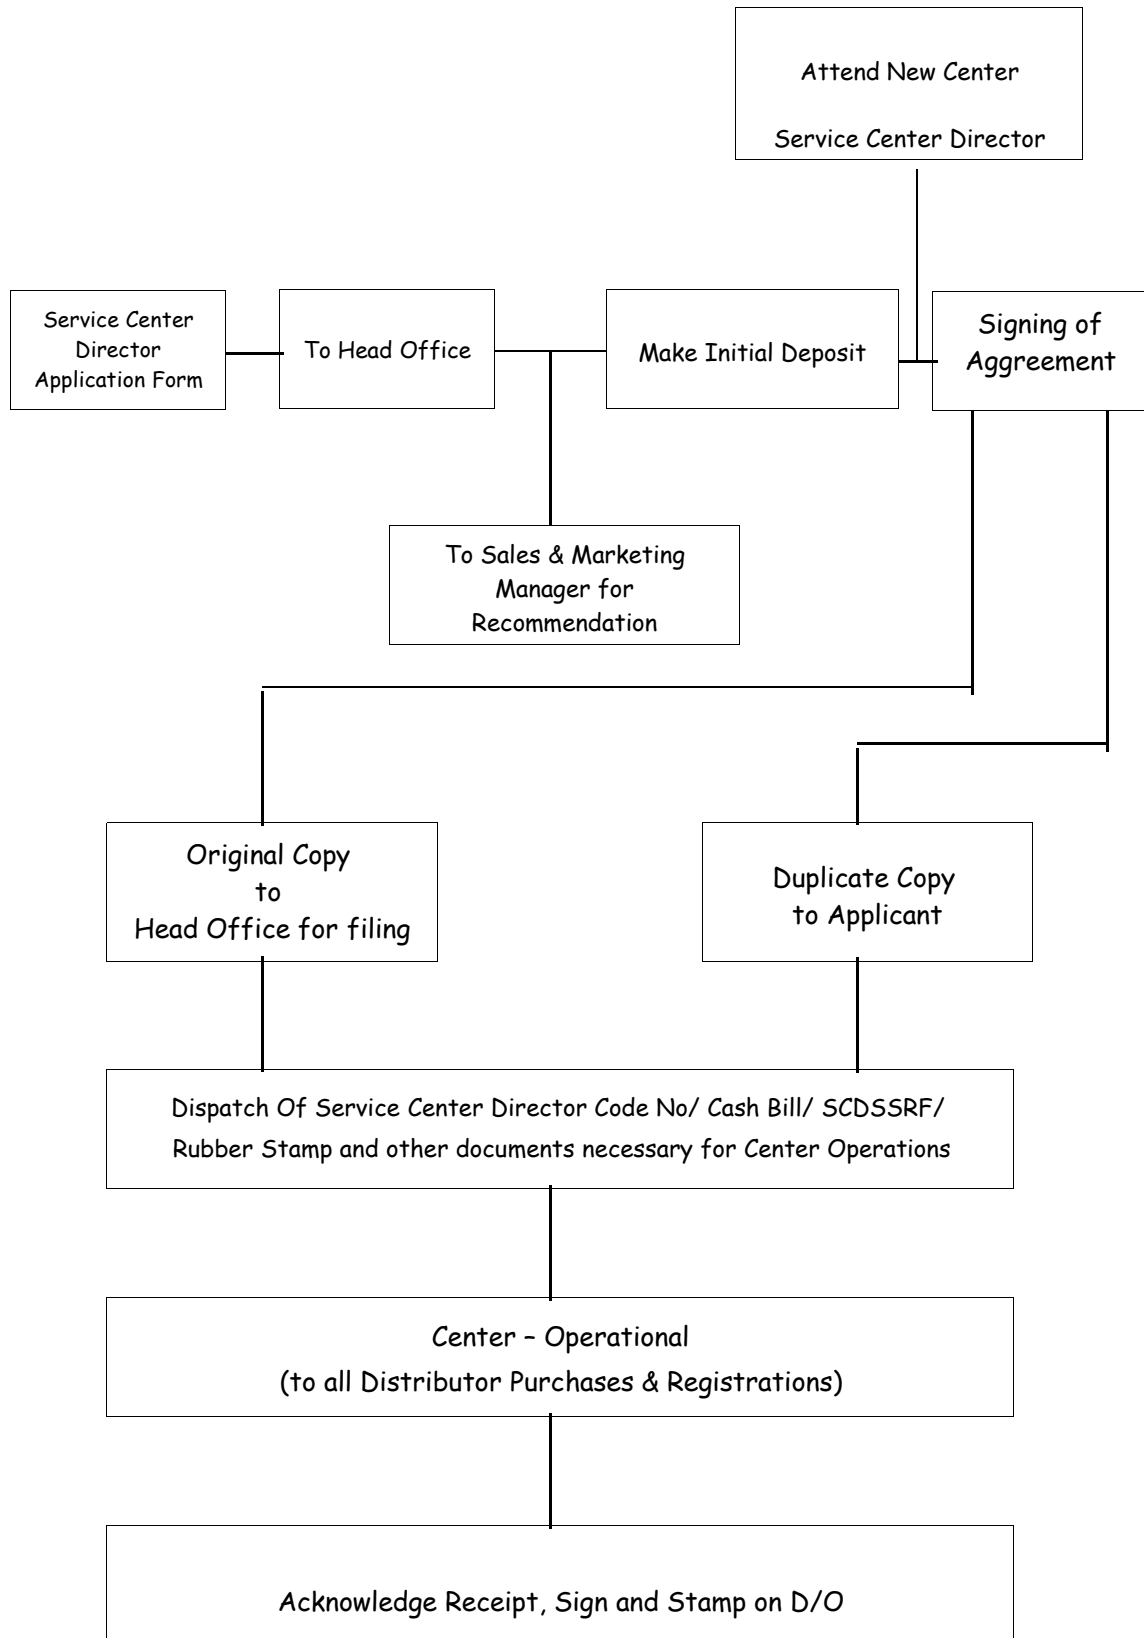 Attend New Center
Service Center Director
Service Center
Director
Application Form
To Head Office
Make Initial Deposit
Signing of
Aggreement
To Sales & Marketing
Manager for
Recommendation
Original Copy
to
Head Office for filing
Duplicate Copy
to Applicant
Dispatch Of Service Center Director Code No/ Cash Bill/ SCDSSRF/
Rubber Stamp and other documents necessary for Center Operations
Center – Operational
(to all Distributor Purchases & Registrations)
Acknowledge Receipt, Sign and Stamp on D/O